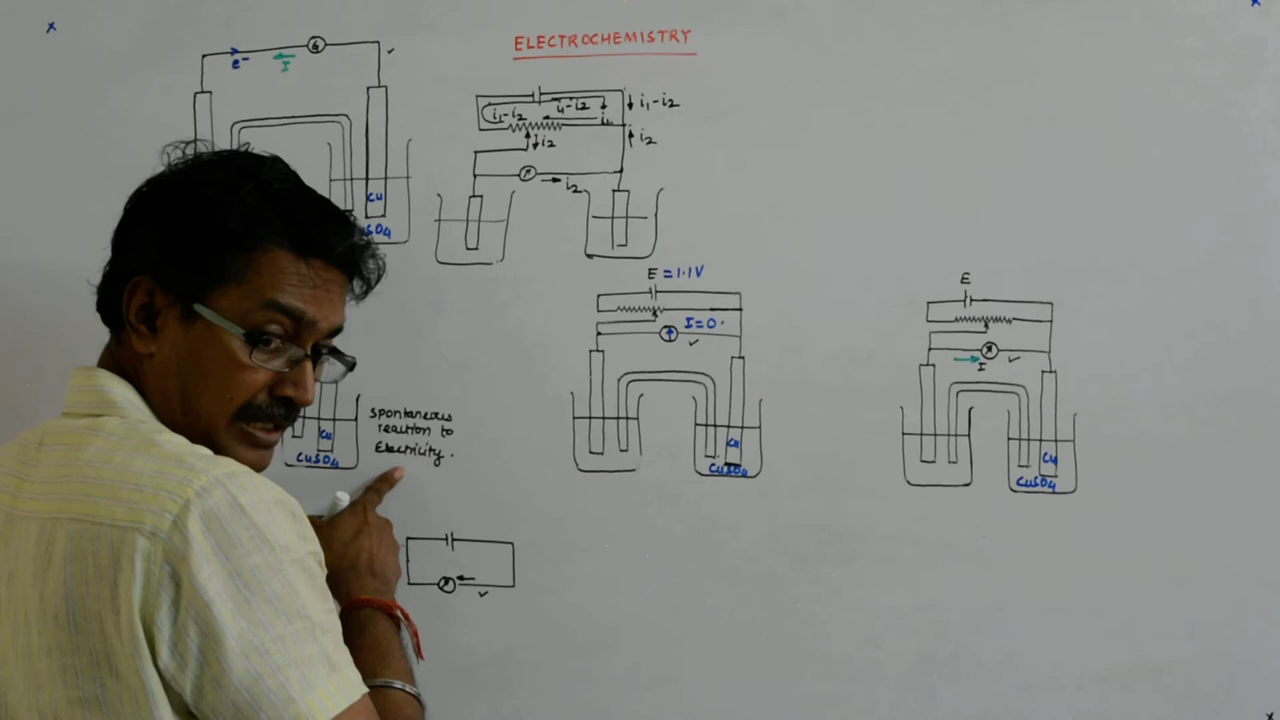 ELECTROCHEMISTRY
G
e-
I
✓
Cu
SO4
i1-i2
i1-i2
i1-i2
i2
i2
i2
E = 1.1V
I=0
✓
Cu
CuSO4
E
I
✓
Cu
CuSO4
Spontaneous
reaction to
Electricity.
Cu
CuSO4
✓